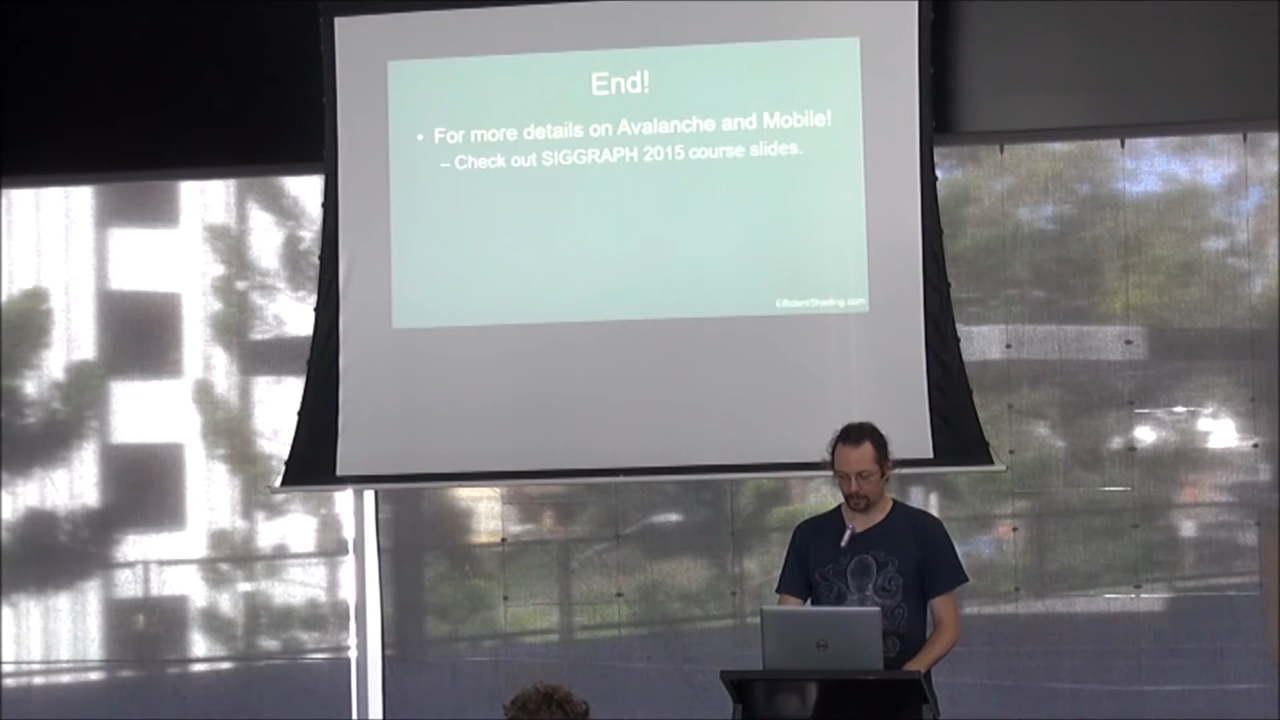 End!
• For more details on Avalanche and Mobile!
– Check out SIGGRAPH 2015 course slides.
EfficientShading.com